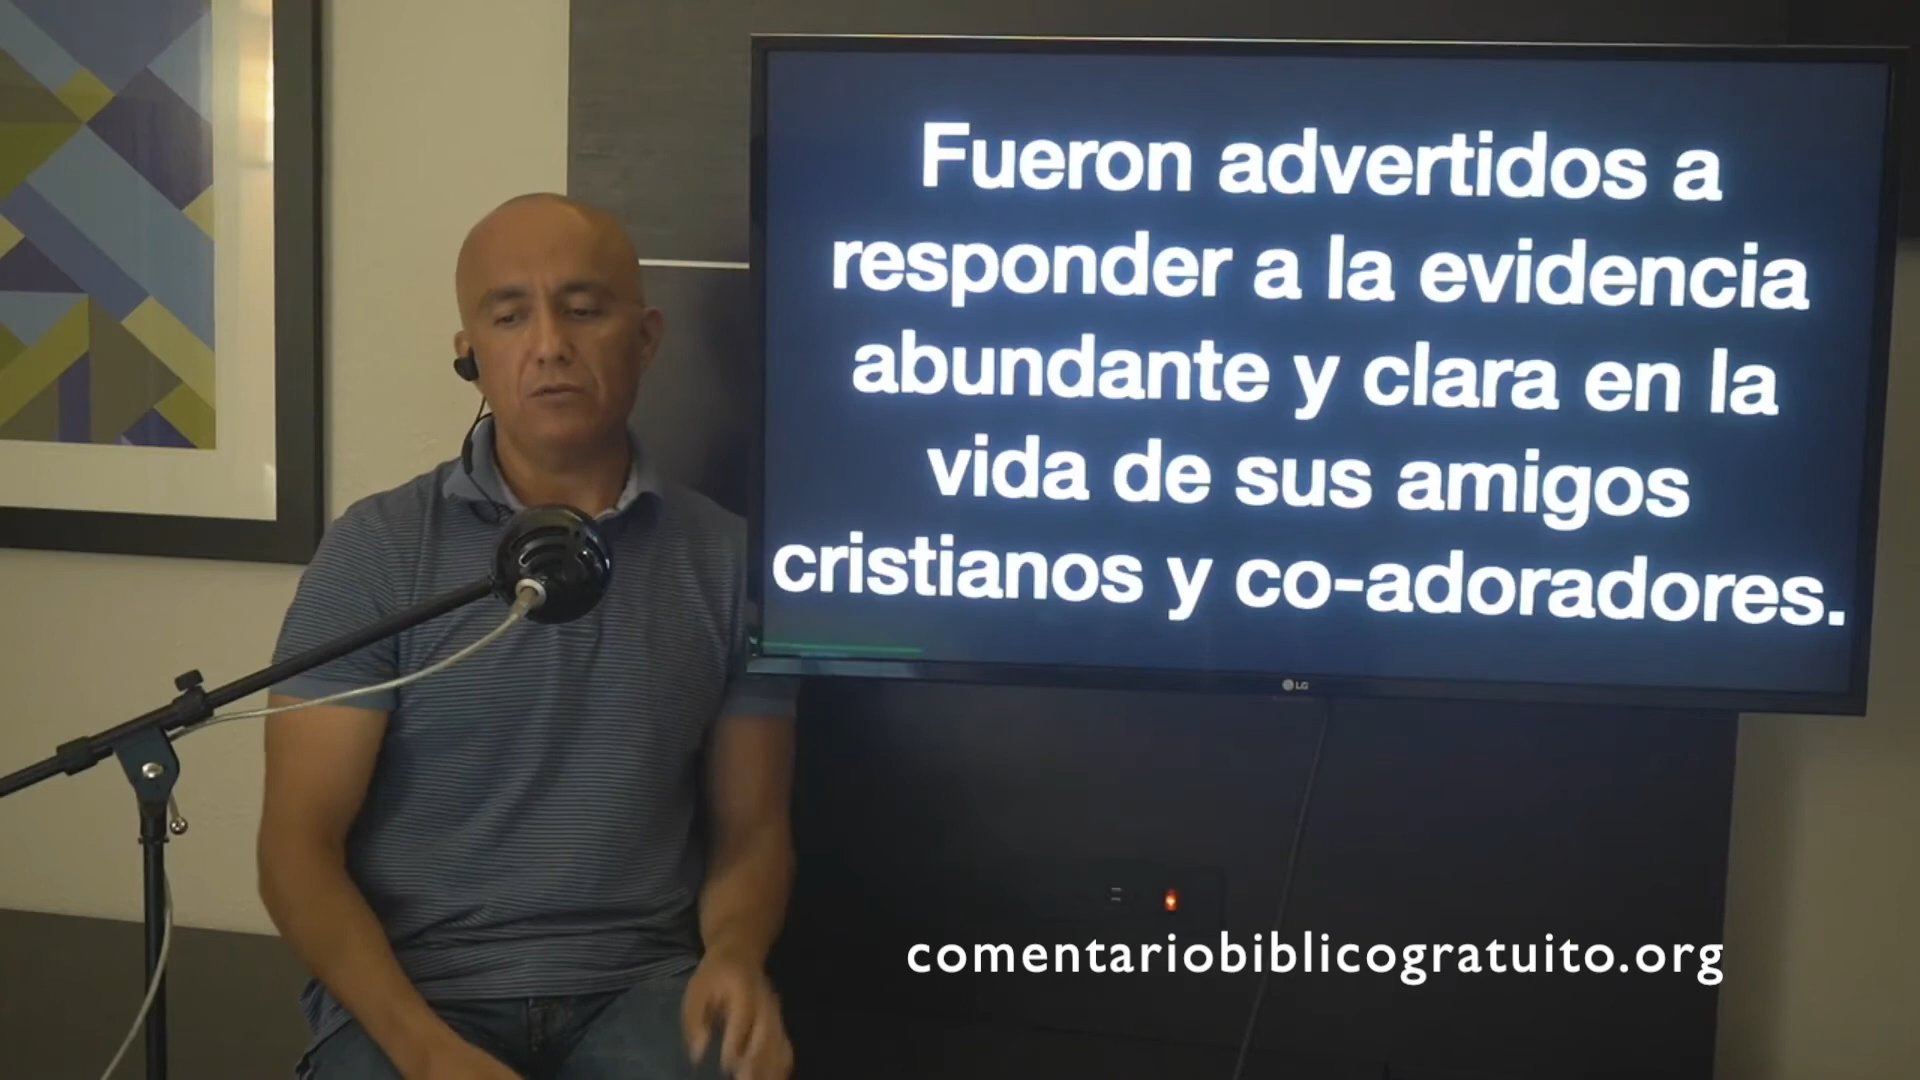 Fueron advertidos a
responder a la evidencia
abundante y clara en la
vida de sus amigos
cristianos y co-adoradores.
LG
comentariobiblicogratuito.org